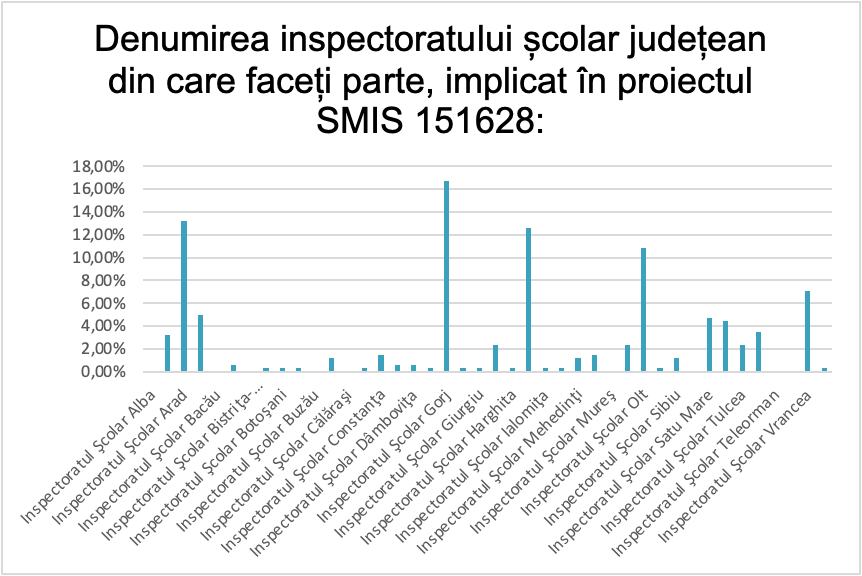 Denumirea inspectoratului școlar județean
din care faceți parte, implicat în proiectul
SMIS 151628:
18,00%
16,00%
14,00%
12,00%
10,00%
8,00%
6,00%
4,00%
2,00%
0,00%
Inspectoratul Școlar Alba
Inspectoratul Școlar Arad
Inspectoratul Școlar Bacău
Inspectoratul Școlar Bistrița-…
Inspectoratul Școlar Botoșani
Inspectoratul Școlar Buzău
Inspectoratul Școlar Călărași
Inspectoratul Școlar Constanța
Inspectoratul Școlar Dâmbovița
Inspectoratul Școlar Gorj
Inspectoratul Școlar Giurgiu
Inspectoratul Școlar Harghita
Inspectoratul Școlar Ialomița
Inspectoratul Școlar Mehedinți
Inspectoratul Școlar Mureș
Inspectoratul Școlar Olt
Inspectoratul Școlar Sibiu
Inspectoratul Școlar Satu Mare
Inspectoratul Școlar Tulcea
Inspectoratul Școlar Teleorman
Inspectoratul Școlar Vrancea